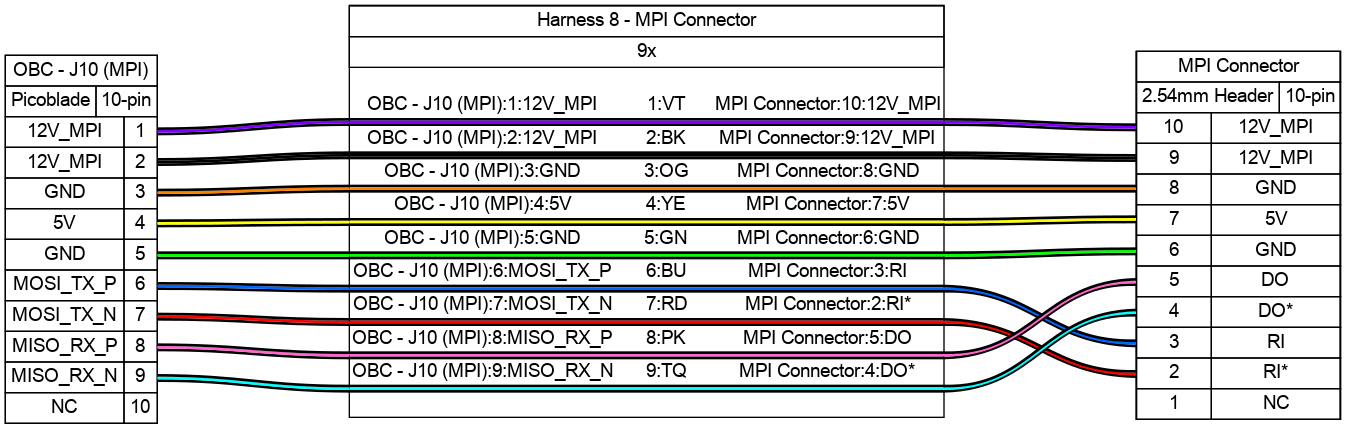 Harness 8 - MPI Connector
9x
OBC - J10 (MPI)
Picoblade 10-pin
12V_MPI 1
12V_MPI 2
GND 3
5V 4
GND 5
MOSI_TX_P 6
MOSI_TX_N 7
MISO_RX_P 8
MISO_RX_N 9
NC 10
OBC - J10 (MPI):1:12V_MPI 1:VT MPI Connector:10:12V_MPI
OBC - J10 (MPI):2:12V_MPI 2:BK MPI Connector:9:12V_MPI
OBC - J10 (MPI):3:GND 3:OG MPI Connector:8:GND
OBC - J10 (MPI):4:5V 4:YE MPI Connector:7:5V
OBC - J10 (MPI):5:GND 5:GN MPI Connector:6:GND
OBC - J10 (MPI):6:MOSI_TX_P 6:BU MPI Connector:3:RI
OBC - J10 (MPI):7:MOSI_TX_N 7:RD MPI Connector:2:RI*
OBC - J10 (MPI):8:MISO_RX_P 8:PK MPI Connector:5:DO
OBC - J10 (MPI):9:MISO_RX_N 9:TQ MPI Connector:4:DO*
MPI Connector
2.54mm Header 10-pin
10 12V_MPI
9 12V_MPI
8 GND
7 5V
6 GND
5 DO
4 DO*
3 RI
2 RI*
1 NC